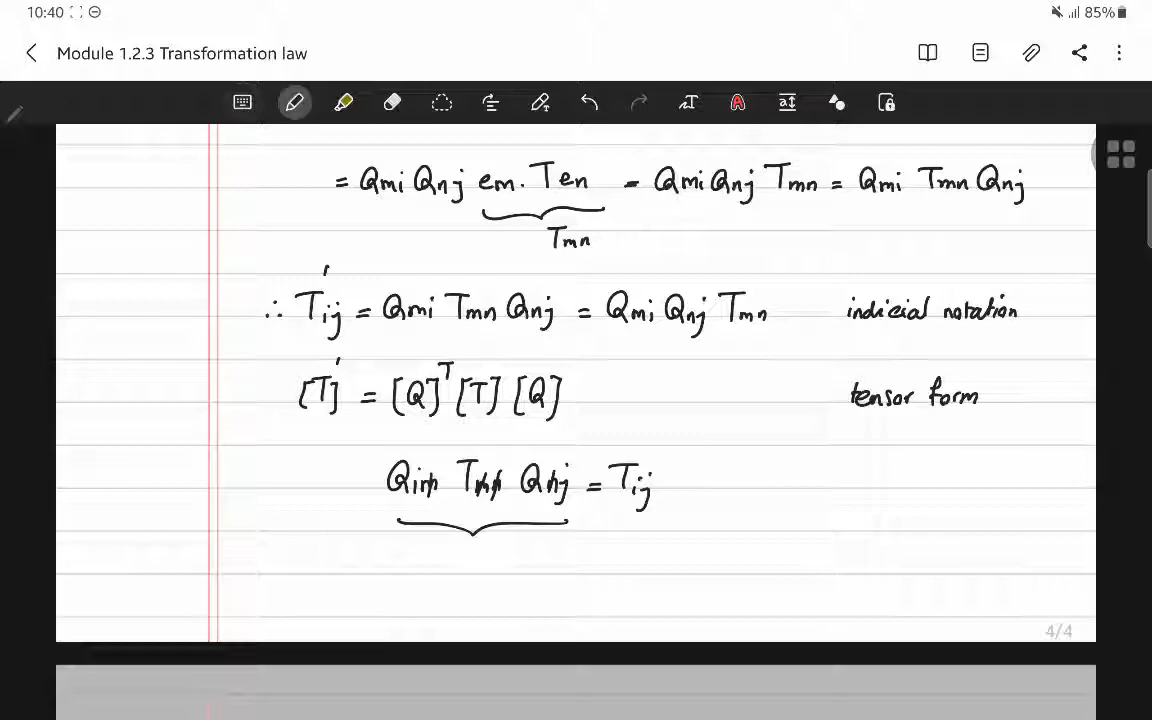 10:40
85%
Module 1.2.3 Transformation law
= Qmi Qnj em. Ten = Qmi Qnj Tmn = Qmi Tmn Qnj
Tmn
∴ T'ij = Qmi Tmn Qnj = Qmi Qnj Tmn indicial notation
[T]' = [Q]ᵀ [T] [Q] tensor form
Qim Tmn Qnj = Tij
4/4